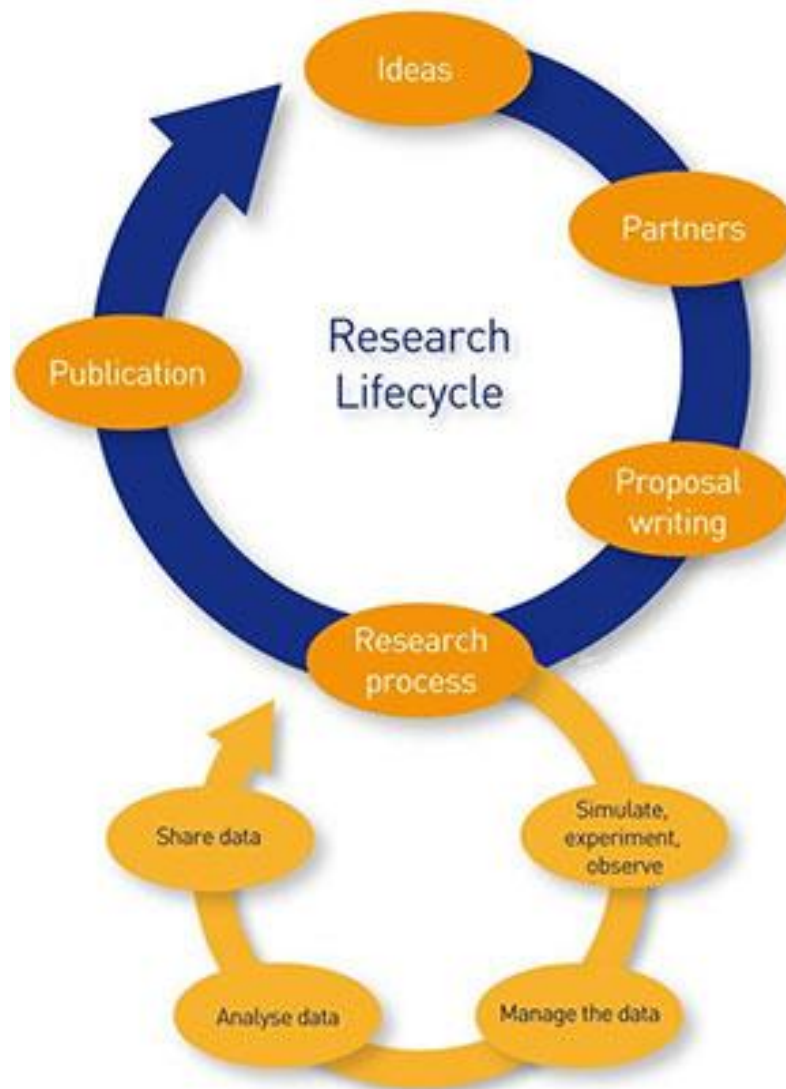 Ideas
Partners
Research
Lifecycle
Publication
Proposal
writing
Research
process
Simulate,
experiment,
observe
Share data
Manage the data
Analyse data